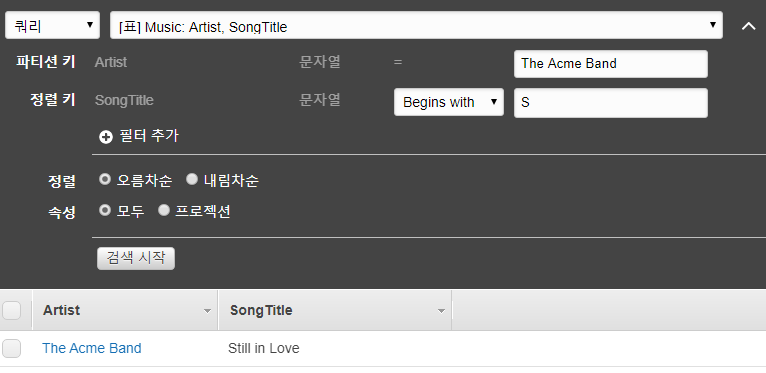 쿼리 [표] Music: Artist, SongTitle
파티션 키 Artist 문자열 = The Acme Band
정렬 키 SongTitle 문자열 Begins with S
필터 추가
정렬 오름차순 내림차순
속성 모두 프로젝션
검색 시작
Artist SongTitle
The Acme Band Still in Love